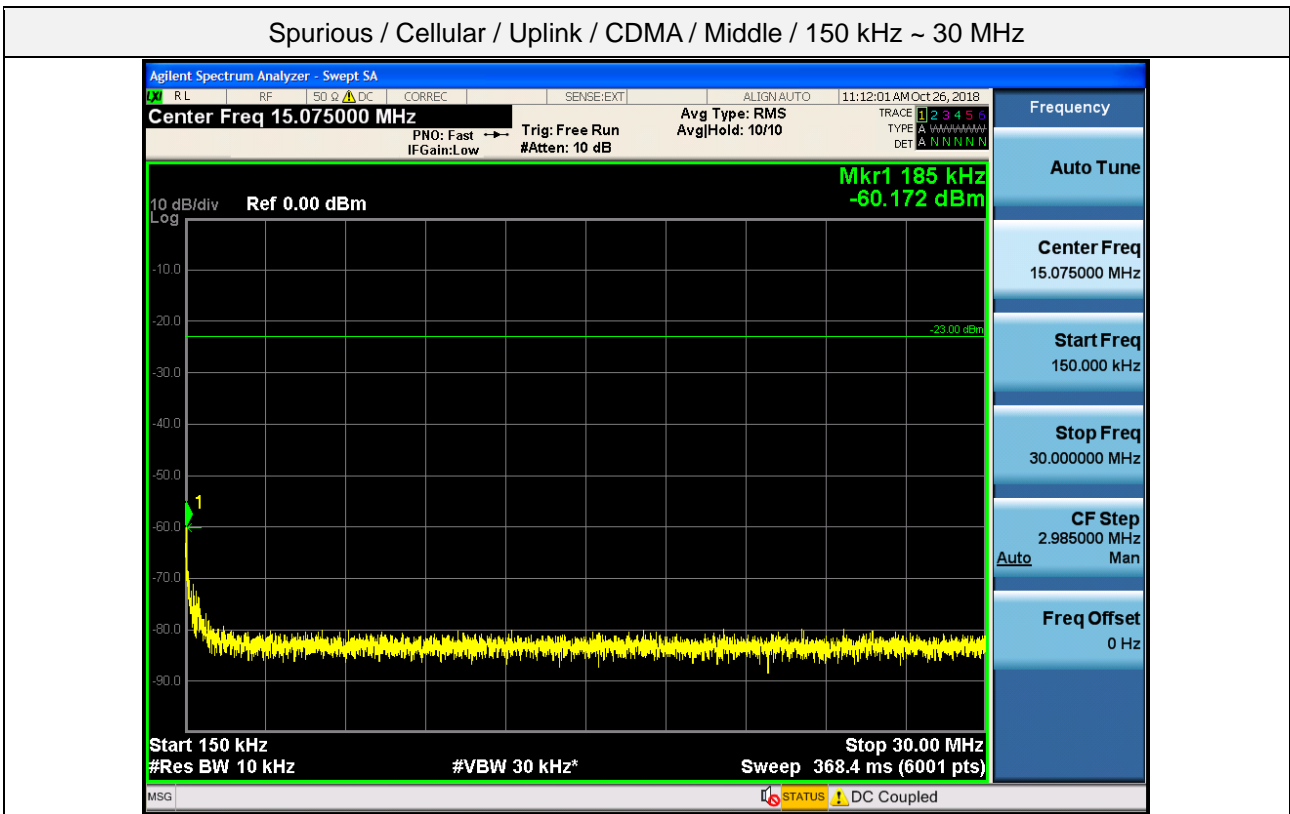 Spurious / Cellular / Uplink / CDMA / Middle / 150 kHz ~ 30 MHz
Agilent Spectrum Analyzer - Swept SA
LXI RL RF 50 Ω DC CORREC SENSE:EXT ALIGN AUTO 11:12:01 AM Oct 26, 2018
Center Freq 15.075000 MHz
PNO: Fast
IFGain:Low
Trig: Free Run
#Atten: 10 dB
Avg Type: RMS
Avg|Hold: 10/10
TRACE 1 2 3 4 5 6
TYPE A WWWWW
DET A N N N N N
Mkr1 185 kHz
-60.172 dBm
10 dB/div Ref 0.00 dBm
Log
-10.0
-20.0
-23.00 dBm
-30.0
-40.0
-50.0
1
-60.0
-70.0
-80.0
-90.0
Start 150 kHz Stop 30.00 MHz
#Res BW 10 kHz #VBW 30 kHz* Sweep 368.4 ms (6001 pts)
MSG STATUS DC Coupled
Frequency
Auto Tune
Center Freq
15.075000 MHz
Start Freq
150.000 kHz
Stop Freq
30.000000 MHz
CF Step
2.985000 MHz
Auto Man
Freq Offset
0 Hz